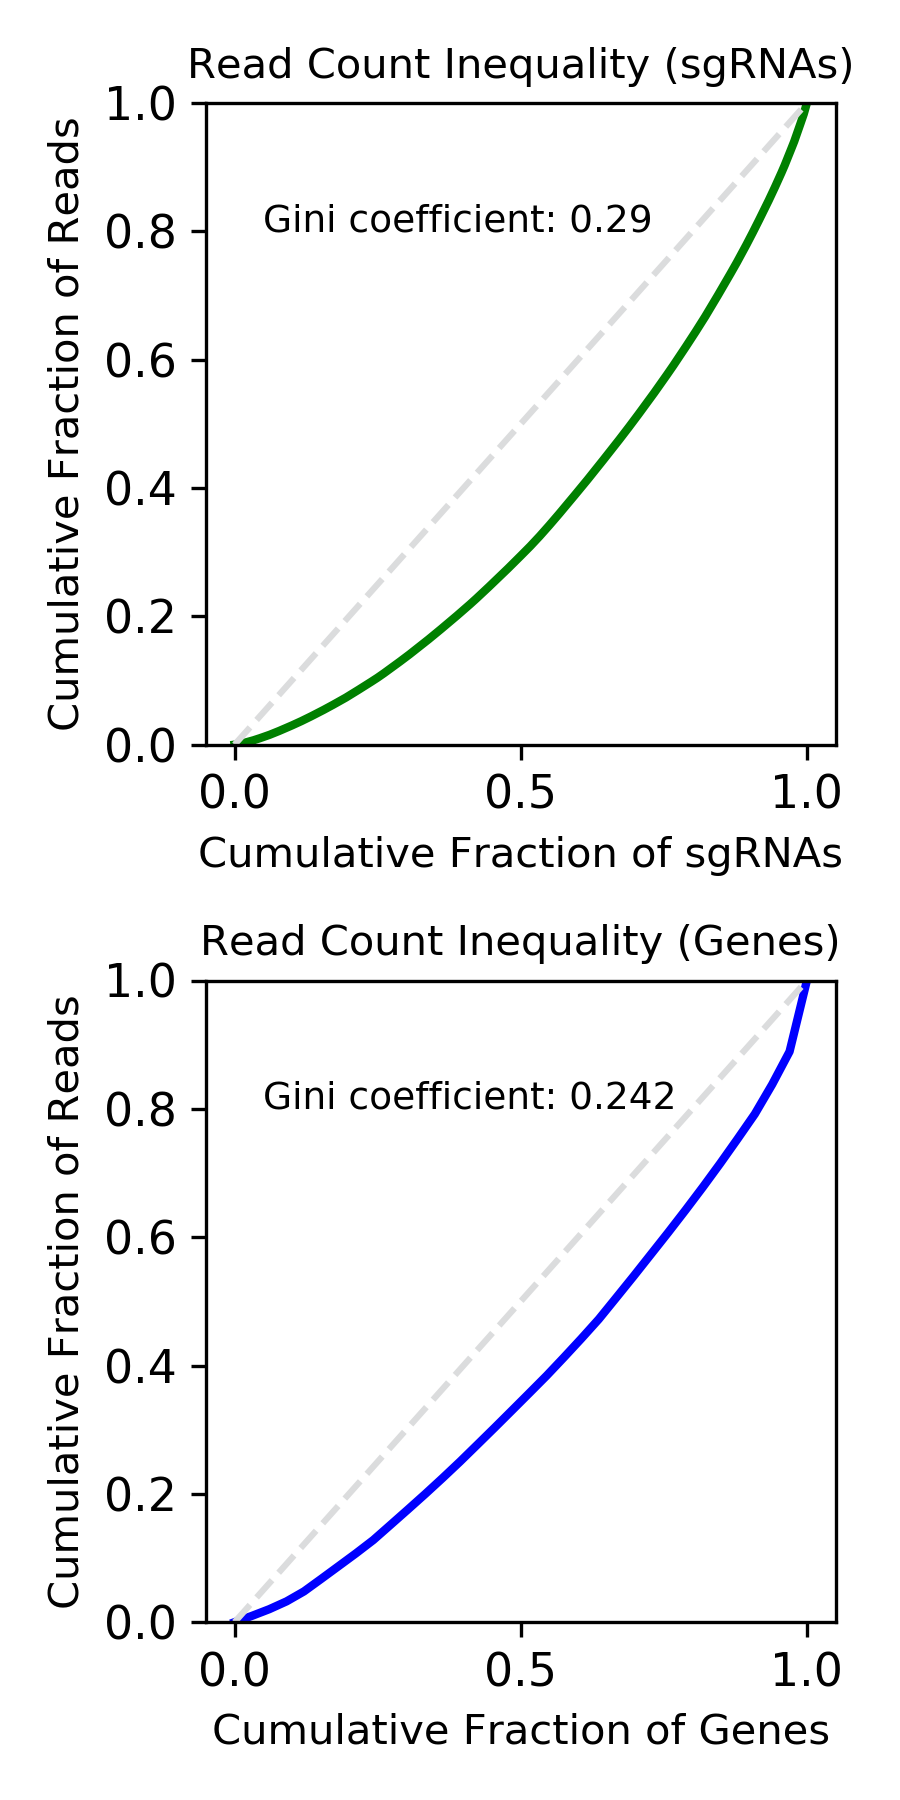 Read Count Inequality (sgRNAs)
Cumulative Fraction of Reads
1.0
0.8
0.6
0.4
0.2
0.0
Gini coefficient: 0.29
0.0 0.5 1.0
Cumulative Fraction of sgRNAs
Read Count Inequality (Genes)
Cumulative Fraction of Reads
1.0
0.8
0.6
0.4
0.2
0.0
Gini coefficient: 0.242
0.0 0.5 1.0
Cumulative Fraction of Genes